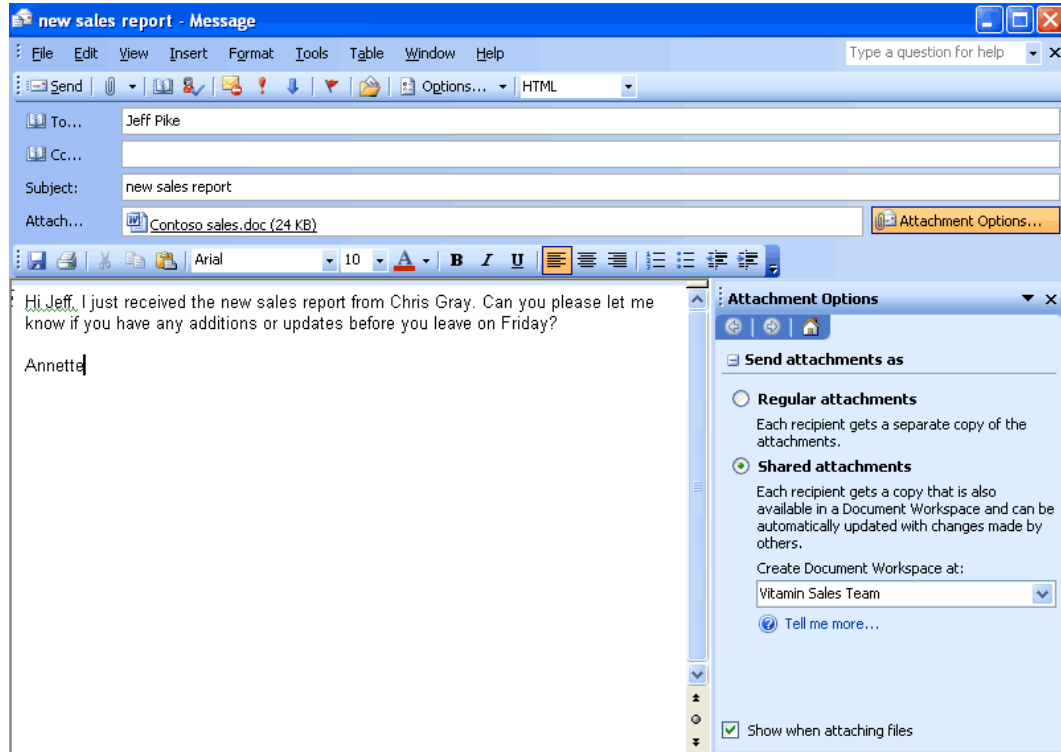 new sales report - Message
File Edit View Insert Format Tools Table Window Help Type a question for help
Send Options... HTML
To... Jeff Pike
Cc...
Subject: new sales report
Attach... Contoso sales.doc (24 KB) Attachment Options...
Arial 10 A B I U
Hi Jeff, I just received the new sales report from Chris Gray. Can you please let me
know if you have any additions or updates before you leave on Friday?
Annette
Attachment Options
Send attachments as
Regular attachments
Each recipient gets a separate copy of the
attachments.
Shared attachments
Each recipient gets a copy that is also
available in a Document Workspace and can be
automatically updated with changes made by
others.
Create Document Workspace at:
Vitamin Sales Team
Tell me more...
Show when attaching files